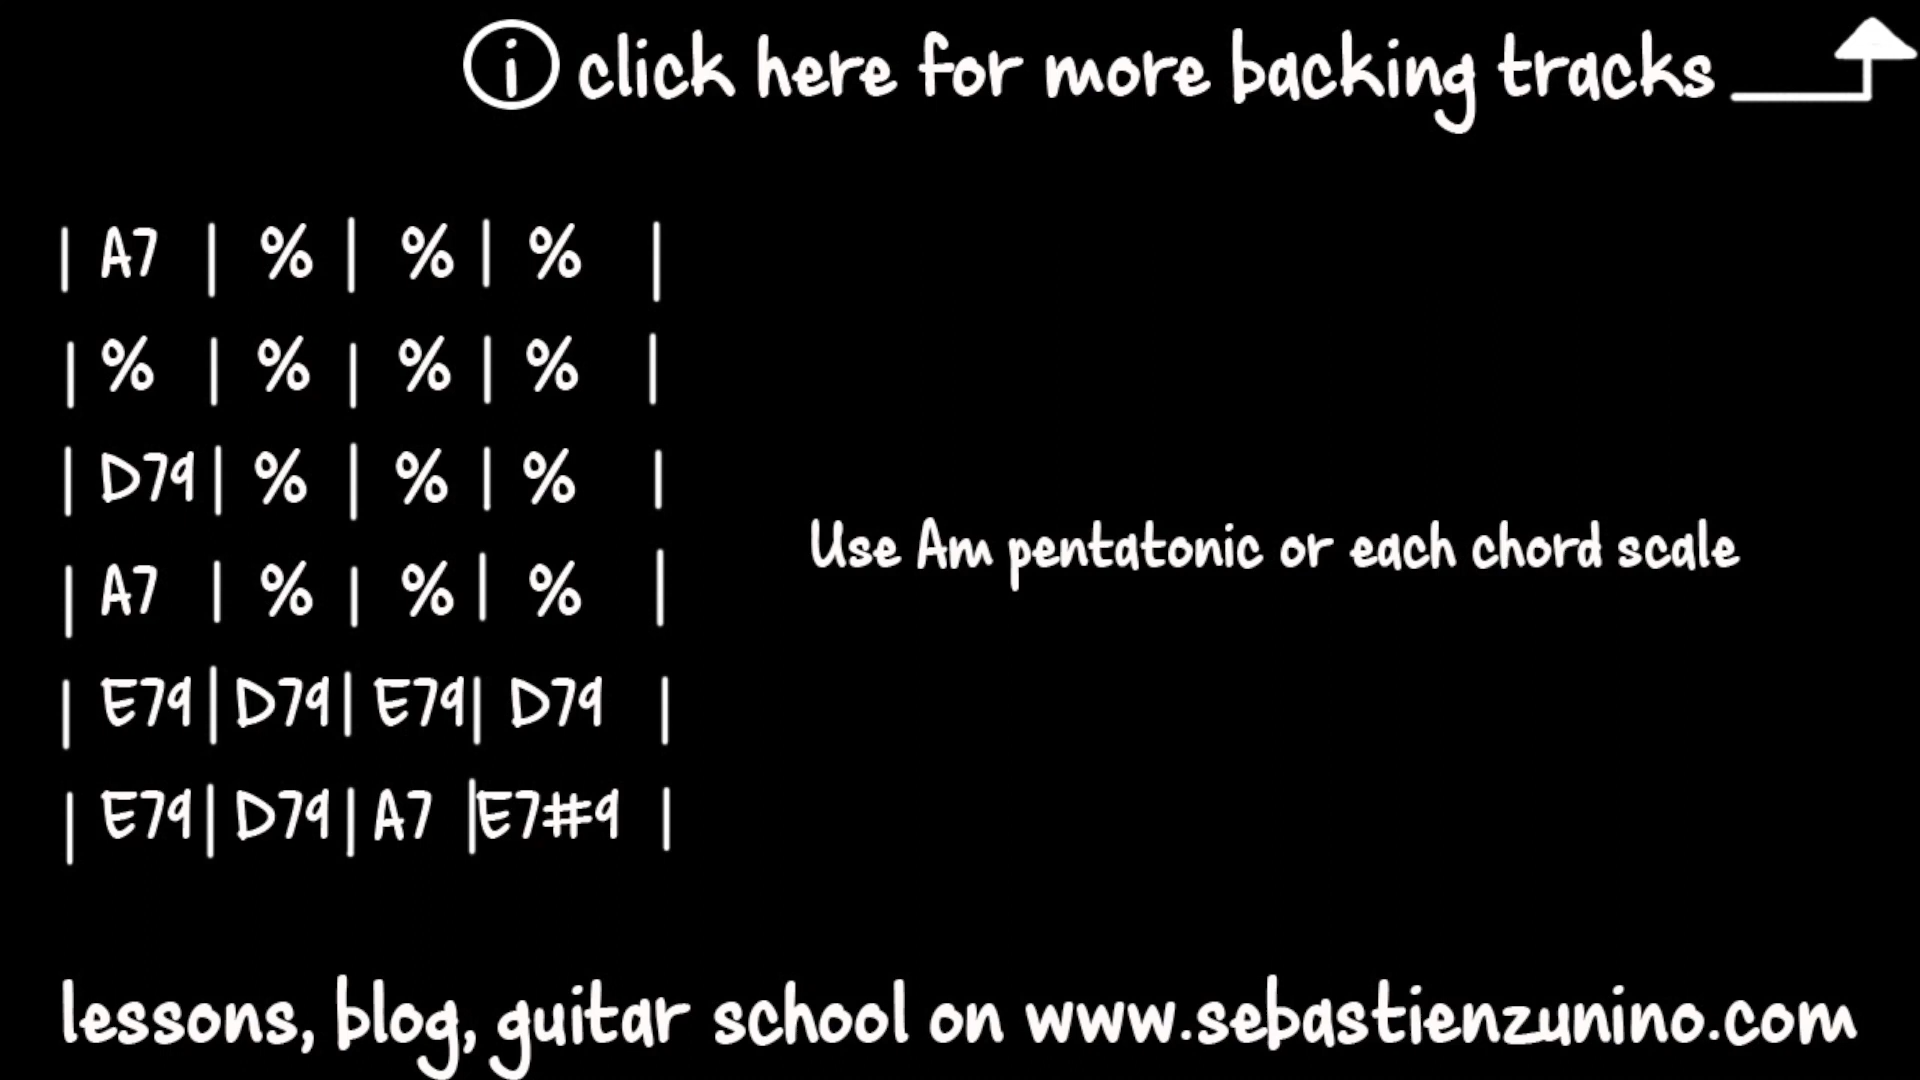 ⓘ click here for more backing tracks
| A7 | % | % | % |
| % | % | % | % |
| D79 | % | % | % |
| A7 | % | % | % |
| E79 | D79 | E79 | D79 |
| E79 | D79 | A7 | E7#9 |
Use Am pentatonic or each chord scale
lessons, blog, guitar school on www.sebastienzunino.com